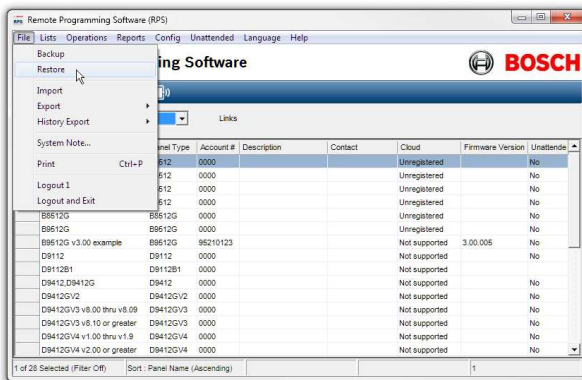 RPS Remote Programming Software (RPS)
File Lists Operations Reports Config Unattended Language Help
Backup
Restore
Import
Export
History Export
System Note...
Print Ctrl+P
Logout 1
Logout and Exit
ing Software
BOSCH
Links
anel Type Account # Description Contact Cloud Firmware Version Unattende
6512 0000 Unregistered No
512 0000 Unregistered No
512 0000 Unregistered No
512 0000 Unregistered No
B8512G B8512G 0000 Unregistered No
B9512G B9512G 0000 Unregistered No
B9512G v3.00 example B9512G 95210123 Not supported 3.00.005 No
D9112 D9112 0000 Not supported No
D9112B1 D9112B1 0000 Not supported
D9412,D9412G D9412 0000 Not supported No
D9412GV2 D9412GV2 0000 Not supported No
D9412GV3 v8.00 thru v8.09 D9412GV3 0000 Not supported No
D9412GV3 v8.10 or greater D9412GV3 0000 Not supported No
D9412GV4 v1.00 thru v1.9 D9412GV4 0000 Not supported No
D9412GV4 v2.00 or greater D9412GV4 0000 Not supported No
1 of 28 Selected (Filter Off) Sort : Panel Name (Ascending) 1